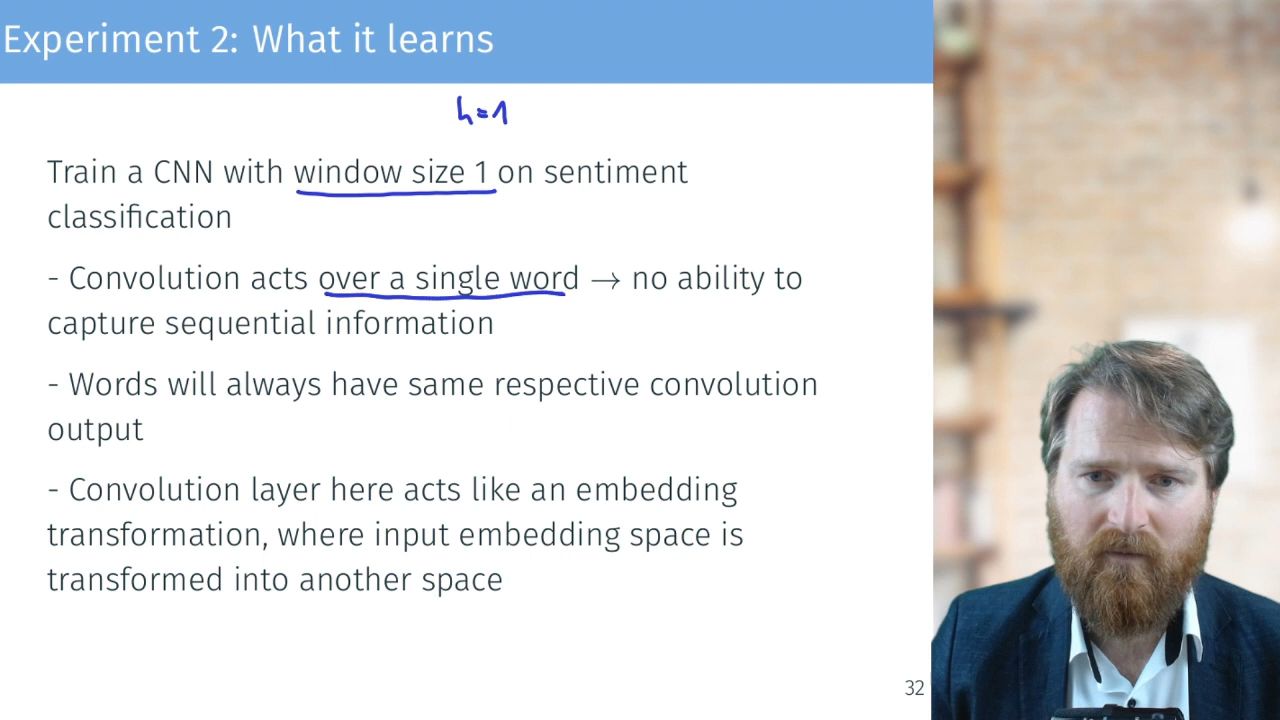 Experiment 2: What it learns
h=1
Train a CNN with window size 1 on sentiment
classification
- Convolution acts over a single word → no ability to
capture sequential information
- Words will always have same respective convolution
output
- Convolution layer here acts like an embedding
transformation, where input embedding space is
transformed into another space
32